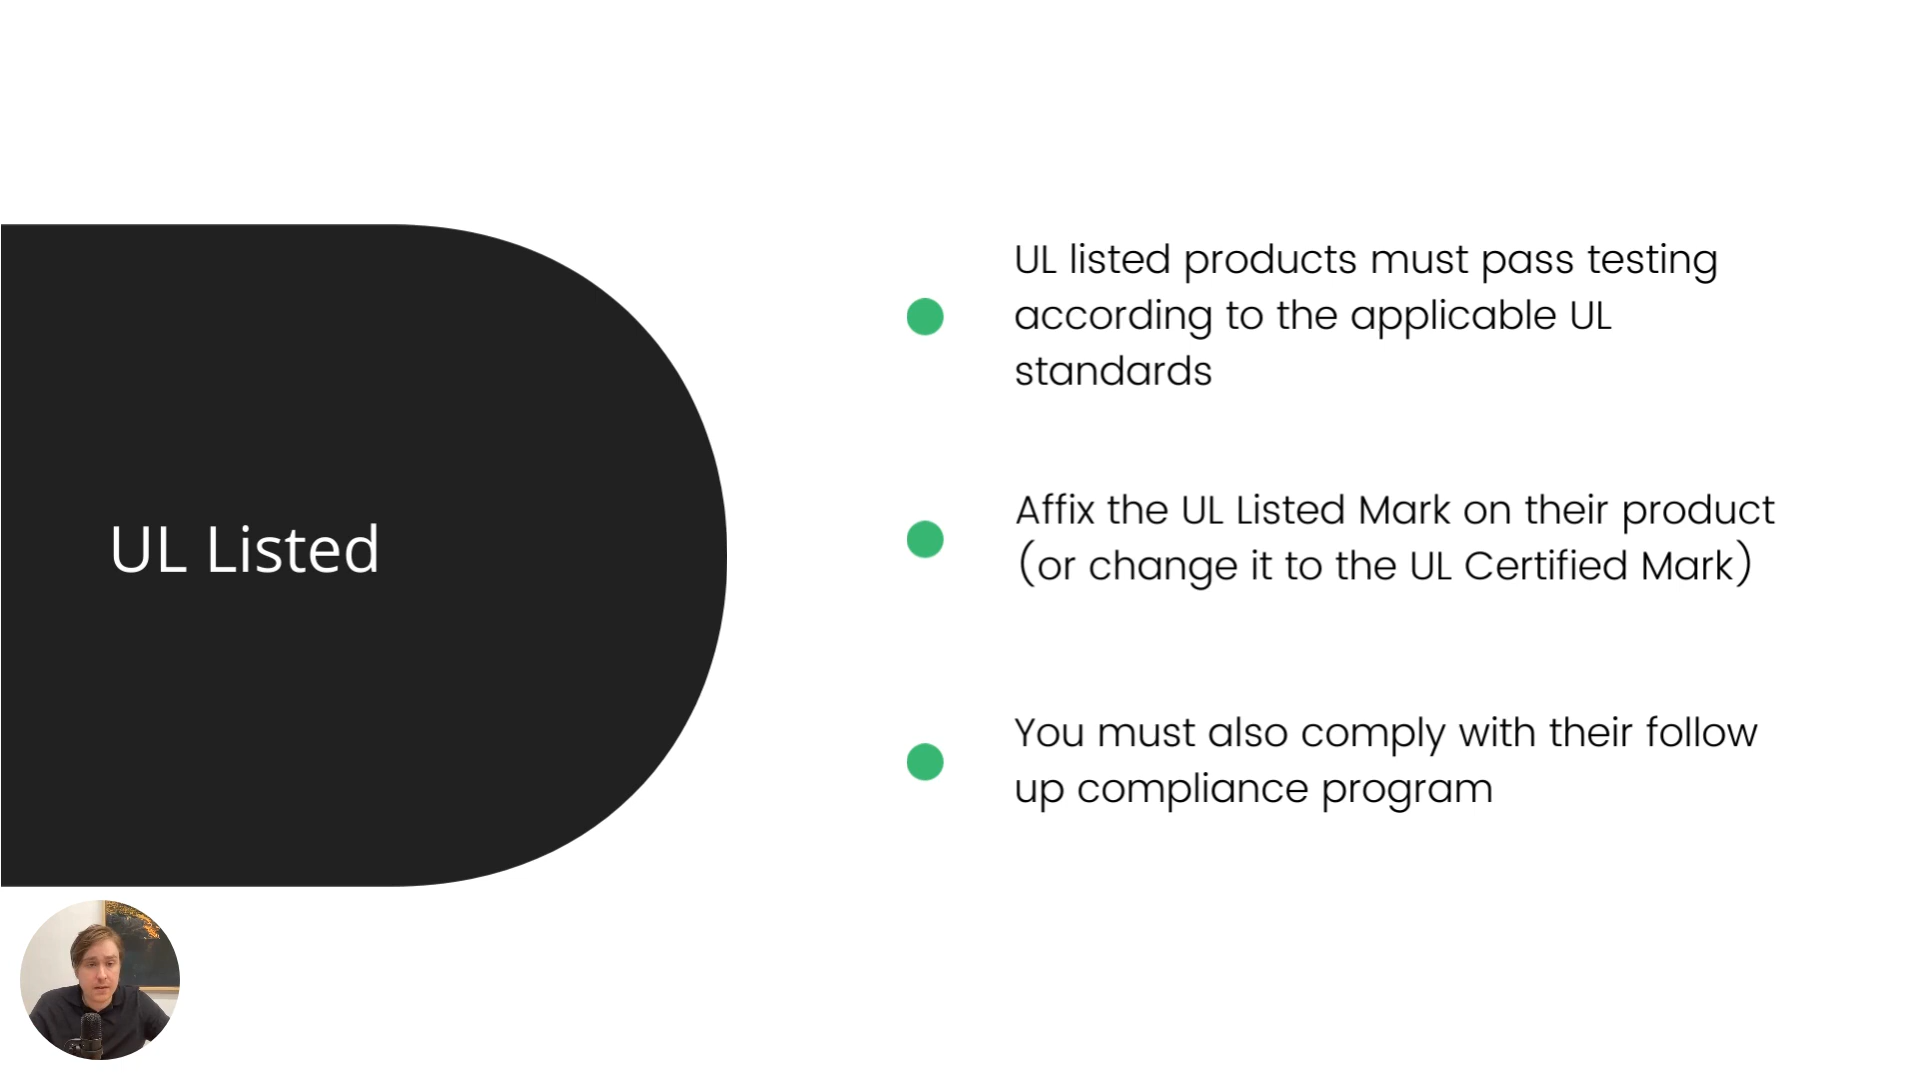 UL Listed
UL listed products must pass testing
according to the applicable UL
standards
Affix the UL Listed Mark on their product
(or change it to the UL Certified Mark)
You must also comply with their follow
up compliance program